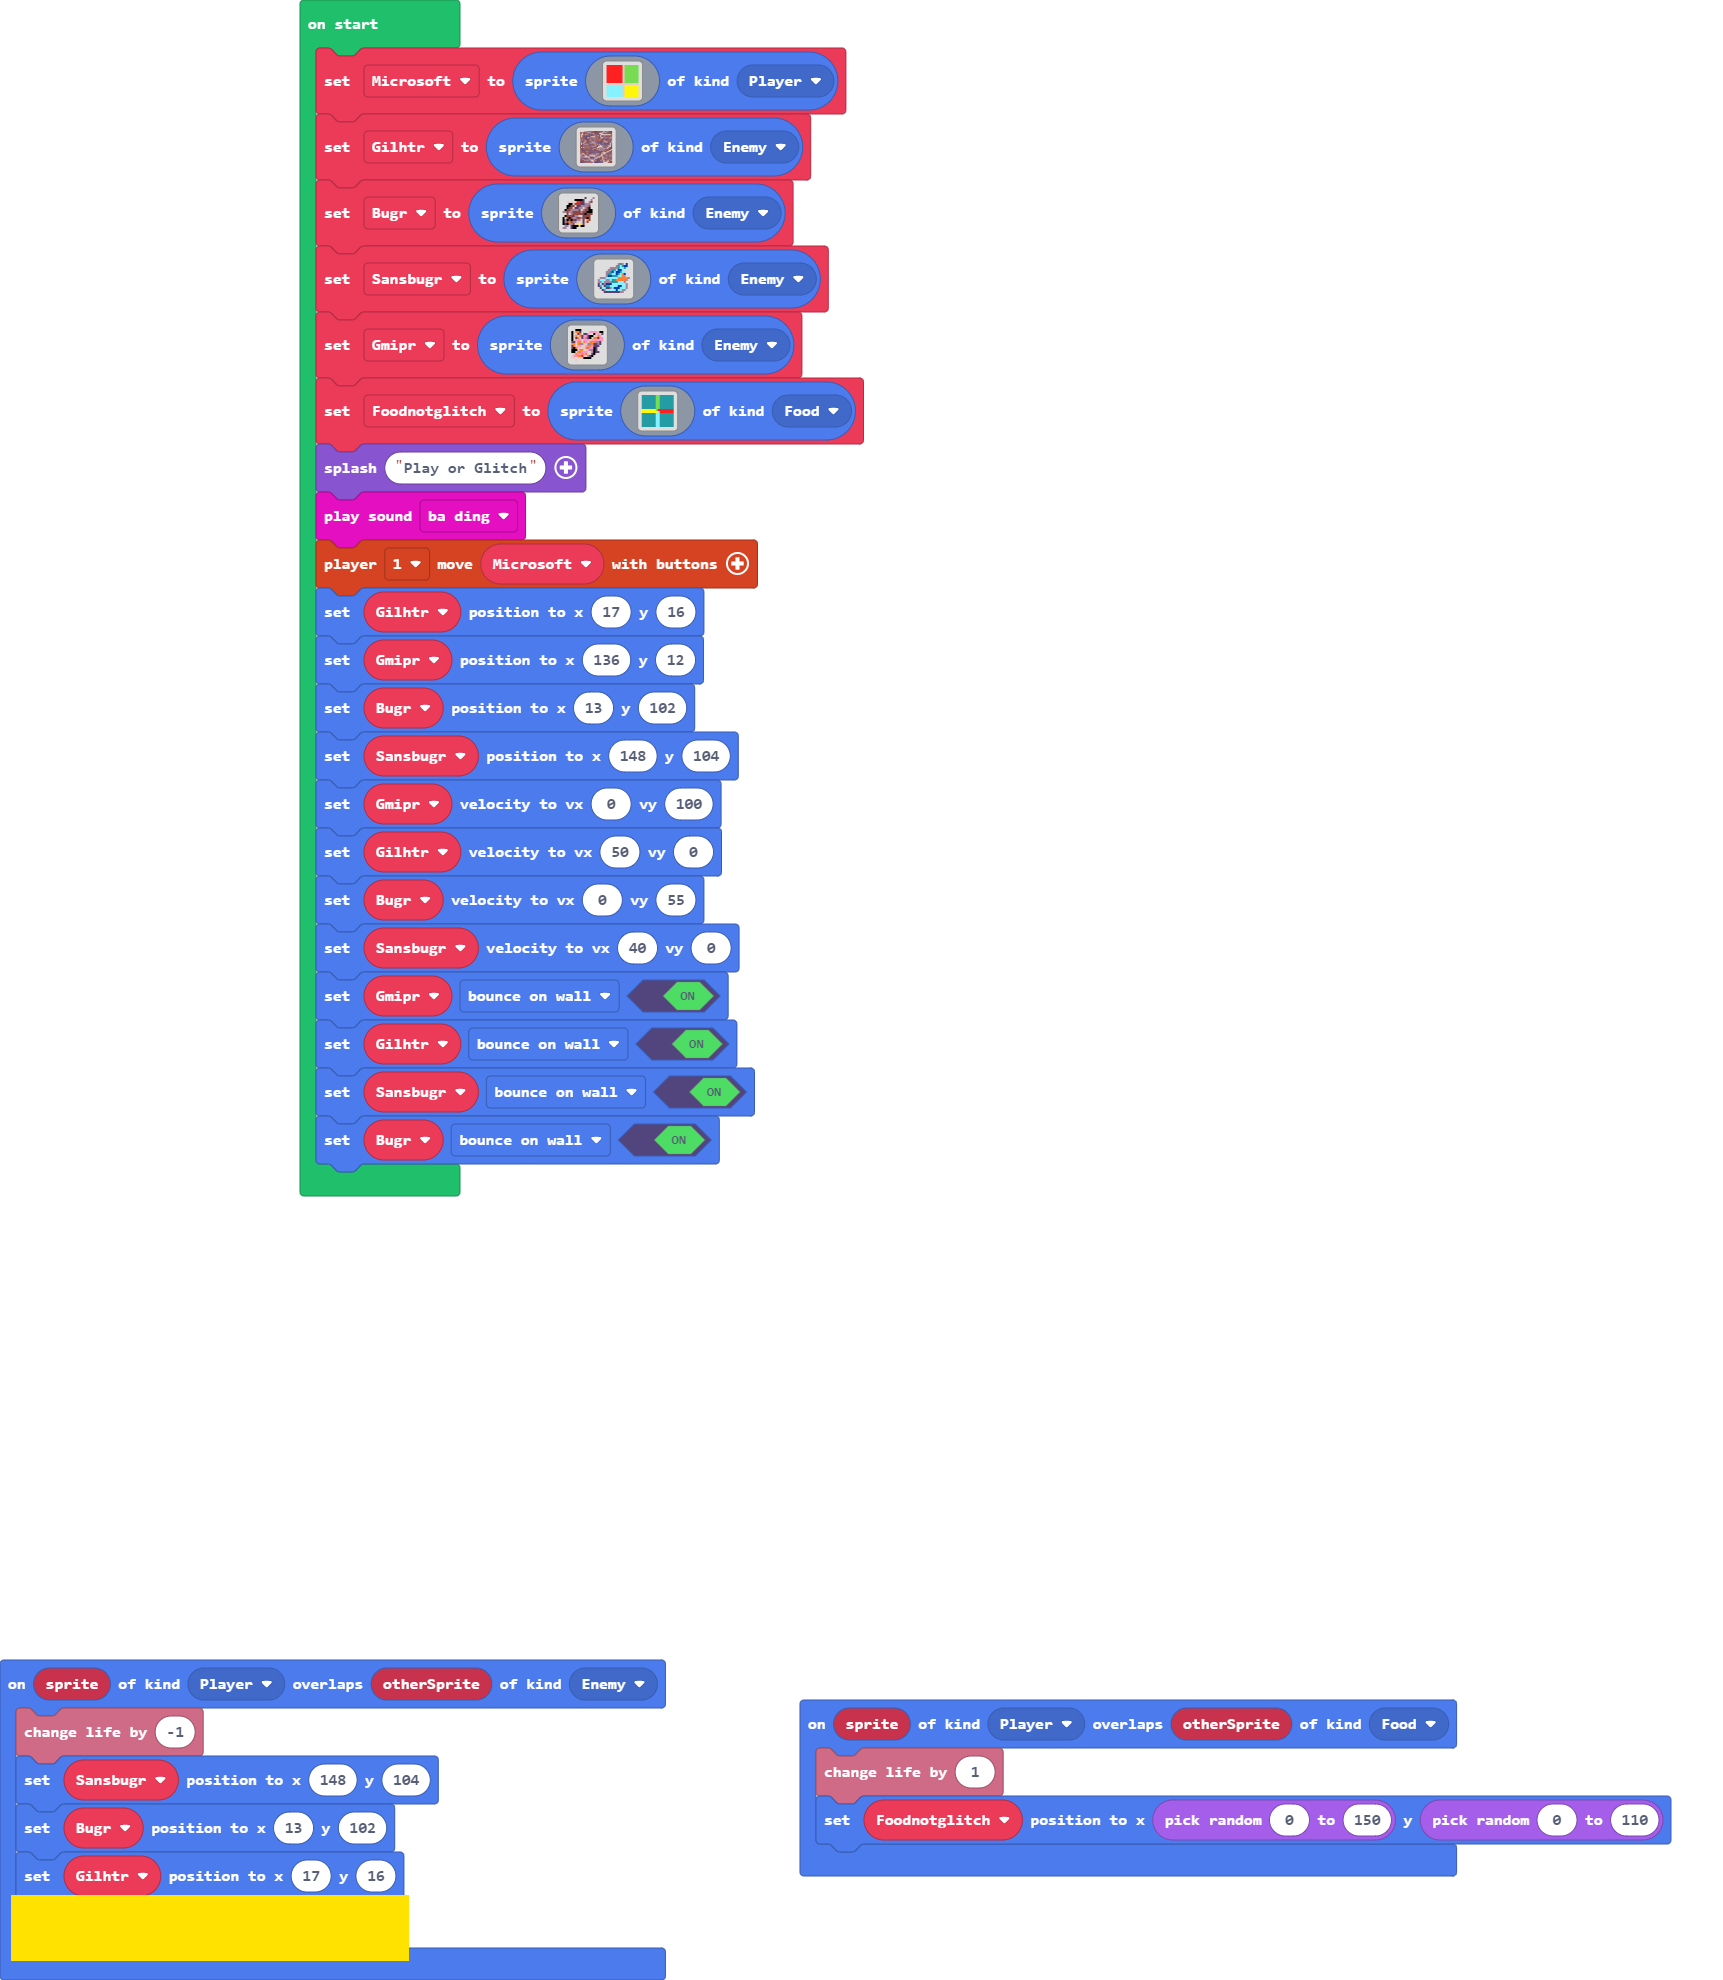 on start
set Microsoft to sprite of kind Player
set Gilhtr to sprite of kind Enemy
set Bugr to sprite of kind Enemy
set Sansbugr to sprite of kind Enemy
set Gmipr to sprite of kind Enemy
set Foodnotglitch to sprite of kind Food
splash "Play or Glitch"
play sound ba ding
player 1 move Microsoft with buttons
set Gilhtr position to x 17 y 16
set Gmipr position to x 136 y 12
set Bugr position to x 13 y 102
set Sansbugr position to x 148 y 104
set Gmipr velocity to vx 0 vy 100
set Gilhtr velocity to vx 50 vy 0
set Bugr velocity to vx 0 vy 55
set Sansbugr velocity to vx 40 vy 0
set Gmipr bounce on wall ON
set Gilhtr bounce on wall ON
set Sansbugr bounce on wall ON
set Bugr bounce on wall ON
on sprite of kind Player overlaps otherSprite of kind Enemy
change life by -1
set Sansbugr position to x 148 y 104
set Bugr position to x 13 y 102
set Gilhtr position to x 17 y 16
on sprite of kind Player overlaps otherSprite of kind Food
change life by 1
set Foodnotglitch position to x pick random 0 to 150 y pick random 0 to 110